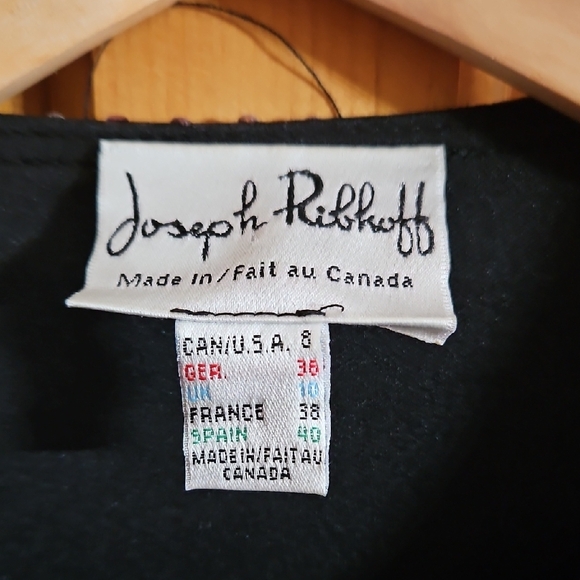 Joseph Ribkoff
Made in/Fait au Canada
CAN/U.S.A. 8
GER. 36
UK 10
FRANCE 38
SPAIN 40
MADE IN/FAIT AU
CANADA